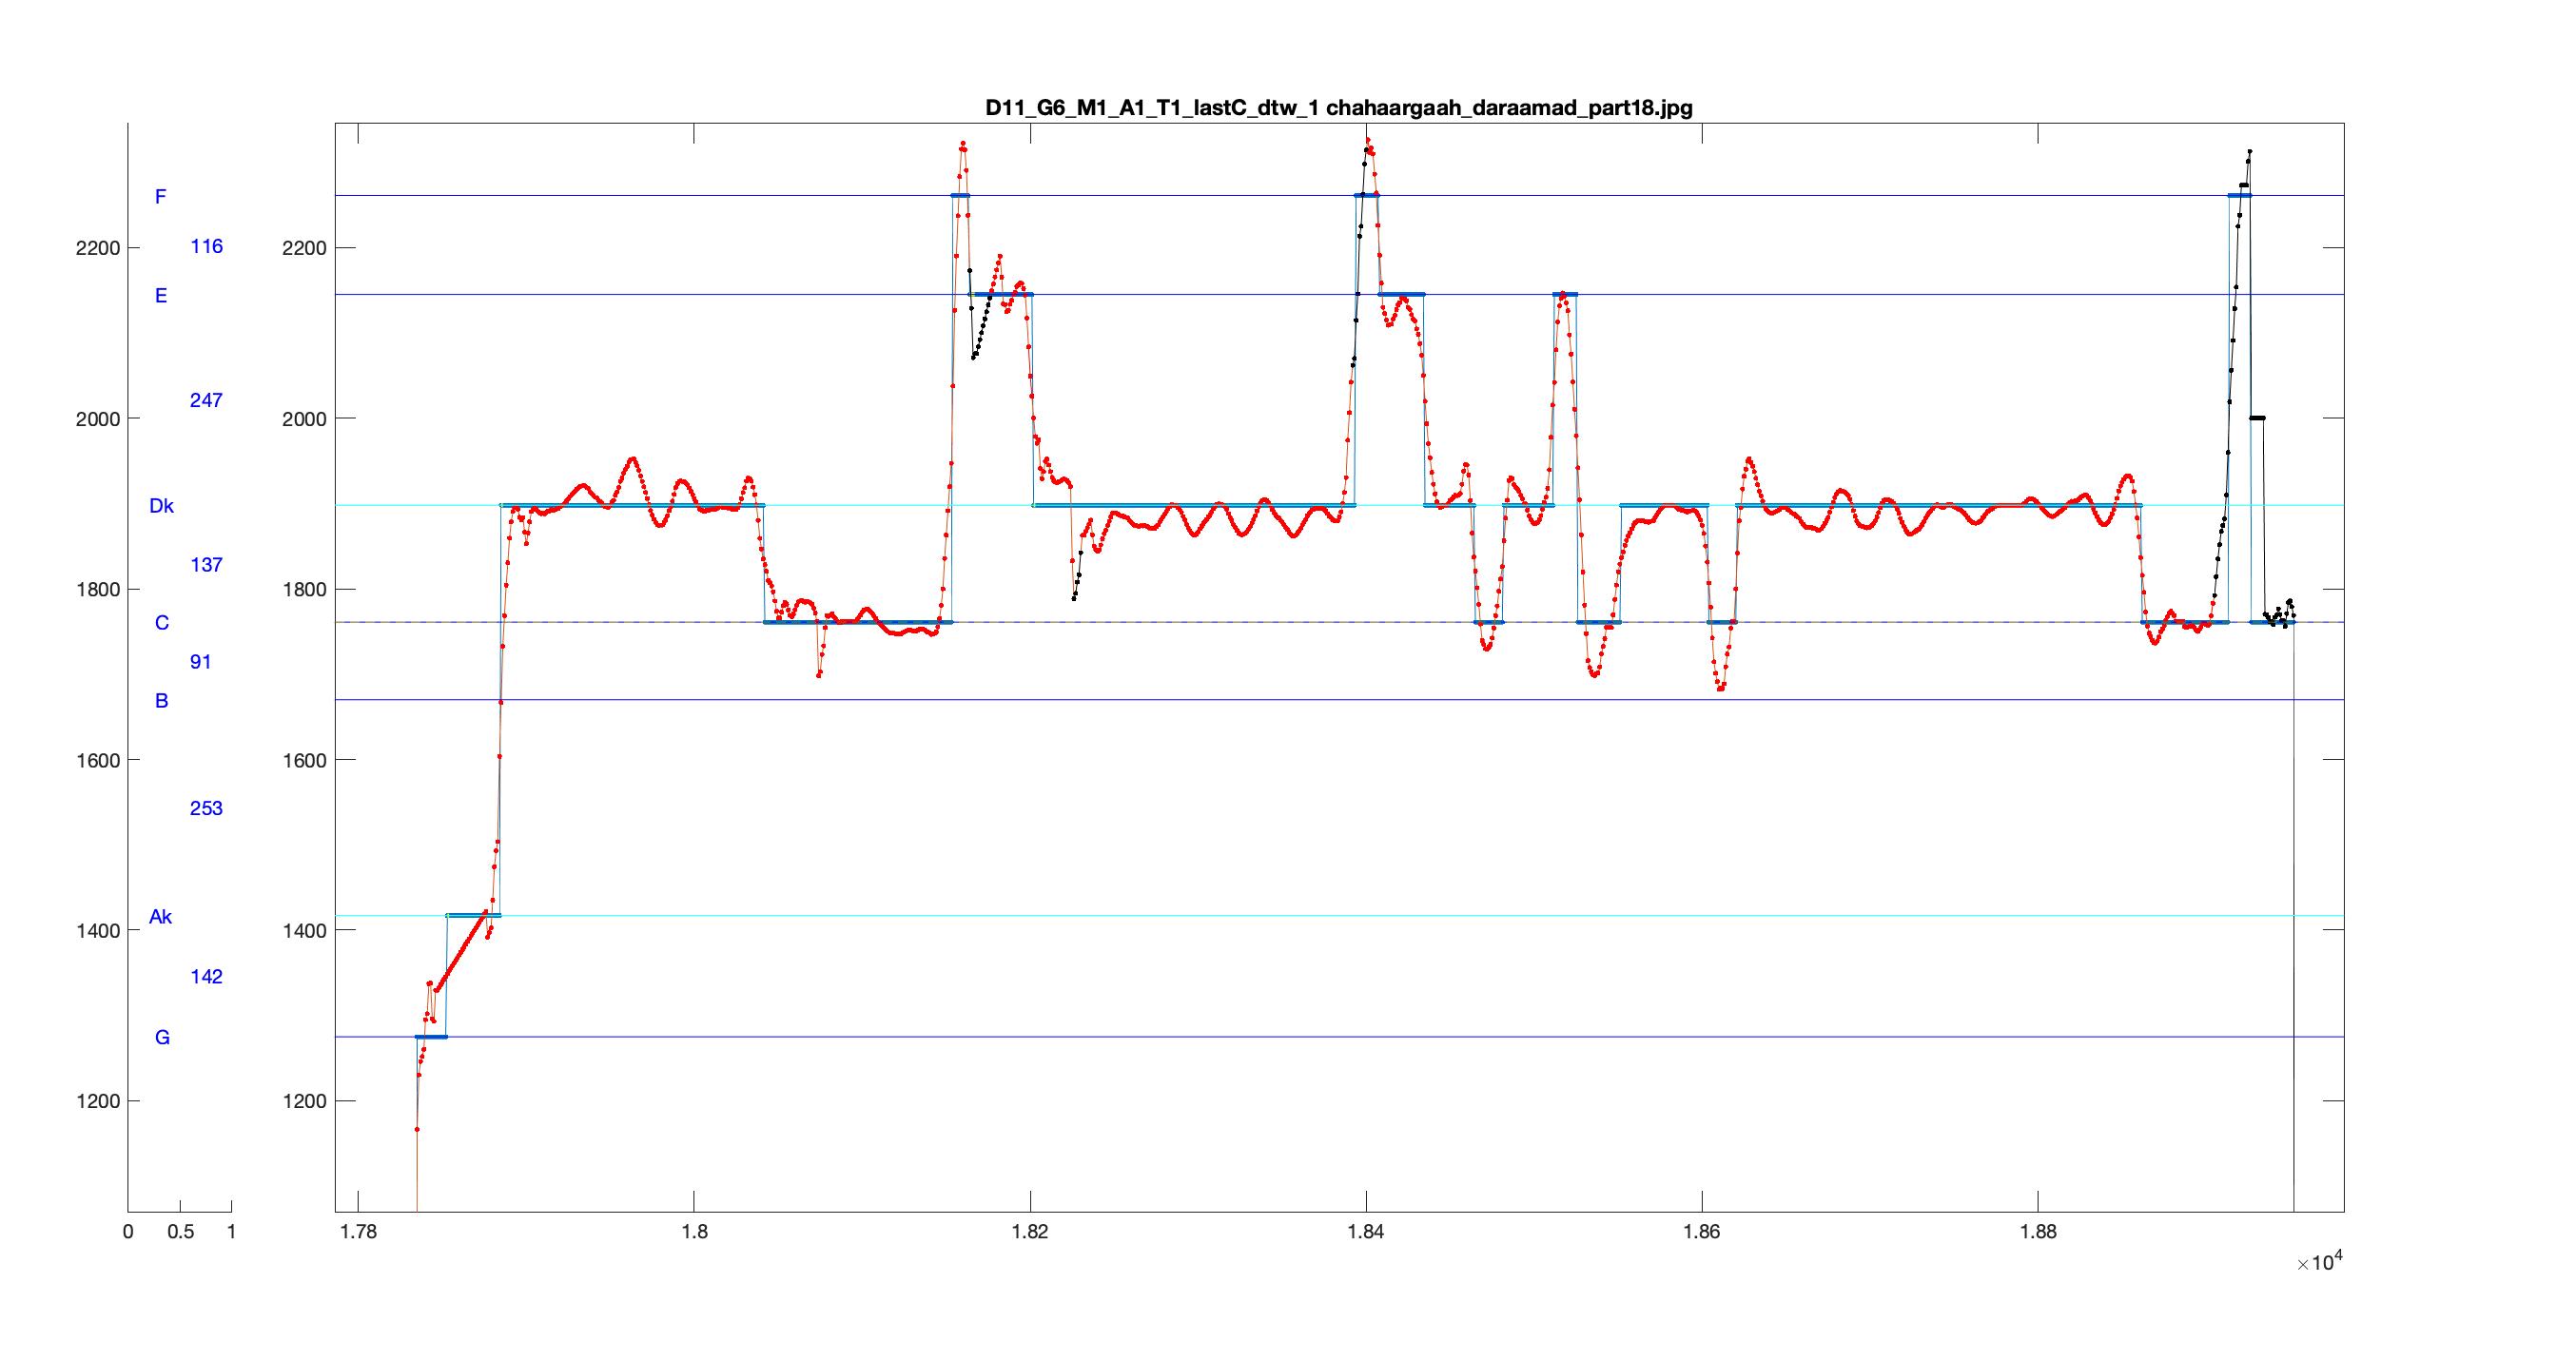 D11_G6_M1_A1_T1_lastC_dtw_1 chahaargaah_daraamad_part18.jpg
F
2200 116 2200
E
2000 247 2000
Dk
137
1800 1800
C
91
B
1600 1600
253
Ak
1400 1400
142
G
1200 1200
0 0.5 1 1.78 1.8 1.82 1.84 1.86 1.88
×10⁴